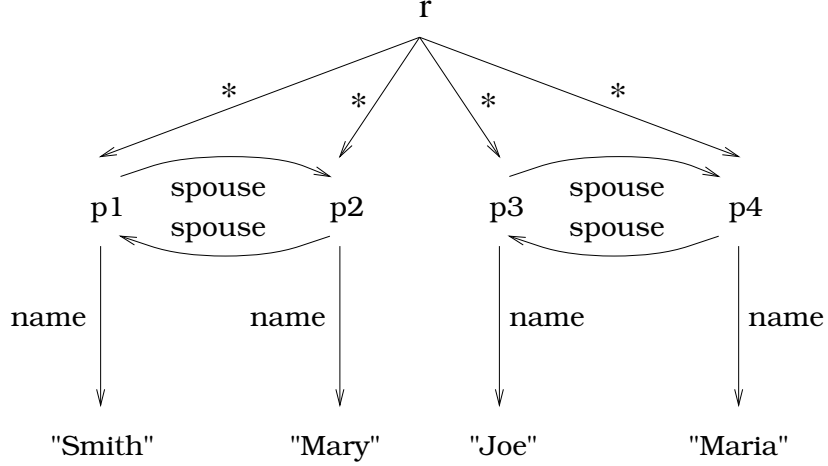 r
* * * *
spouse spouse
p1 p2 p3 p4
spouse spouse
name name name name
"Smith" "Mary" "Joe" "Maria"